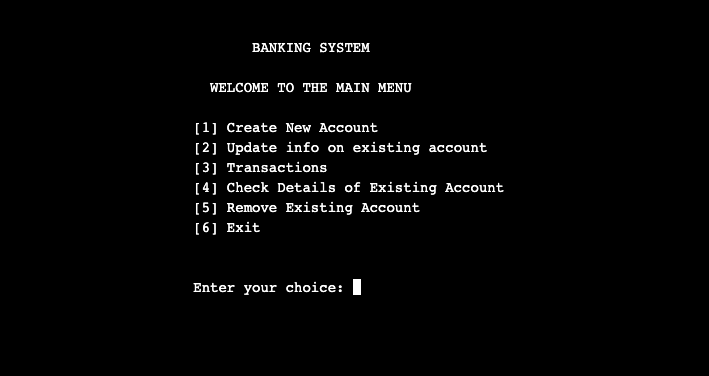 BANKING SYSTEM
WELCOME TO THE MAIN MENU
[1] Create New Account
[2] Update info on existing account
[3] Transactions
[4] Check Details of Existing Account
[5] Remove Existing Account
[6] Exit
Enter your choice: